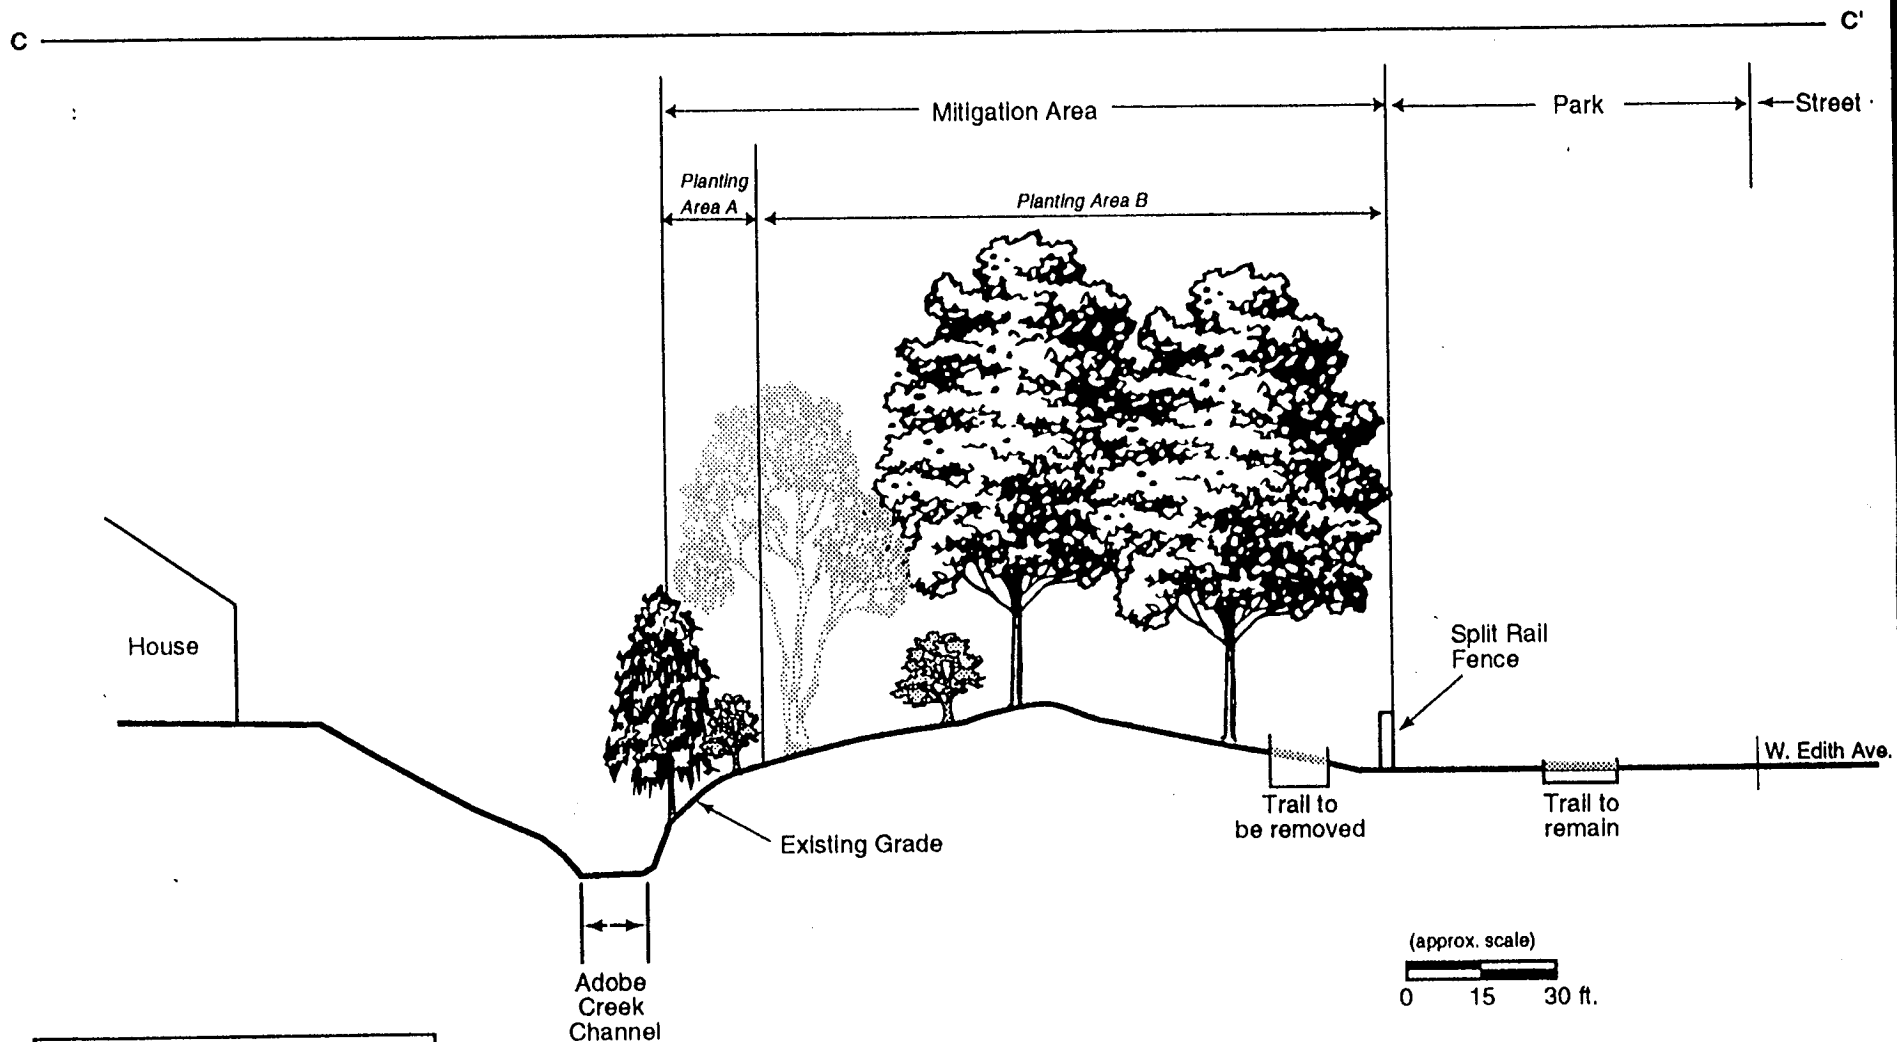 C C'
Mitigation Area Park Street
Planting
Area A
Planting Area B
House
Split Rail
Fence
W. Edith Ave.
Trail to
be removed
Trail to
remain
Existing Grade
Adobe
Creek
Channel
(approx. scale)
0 15 30 ft.